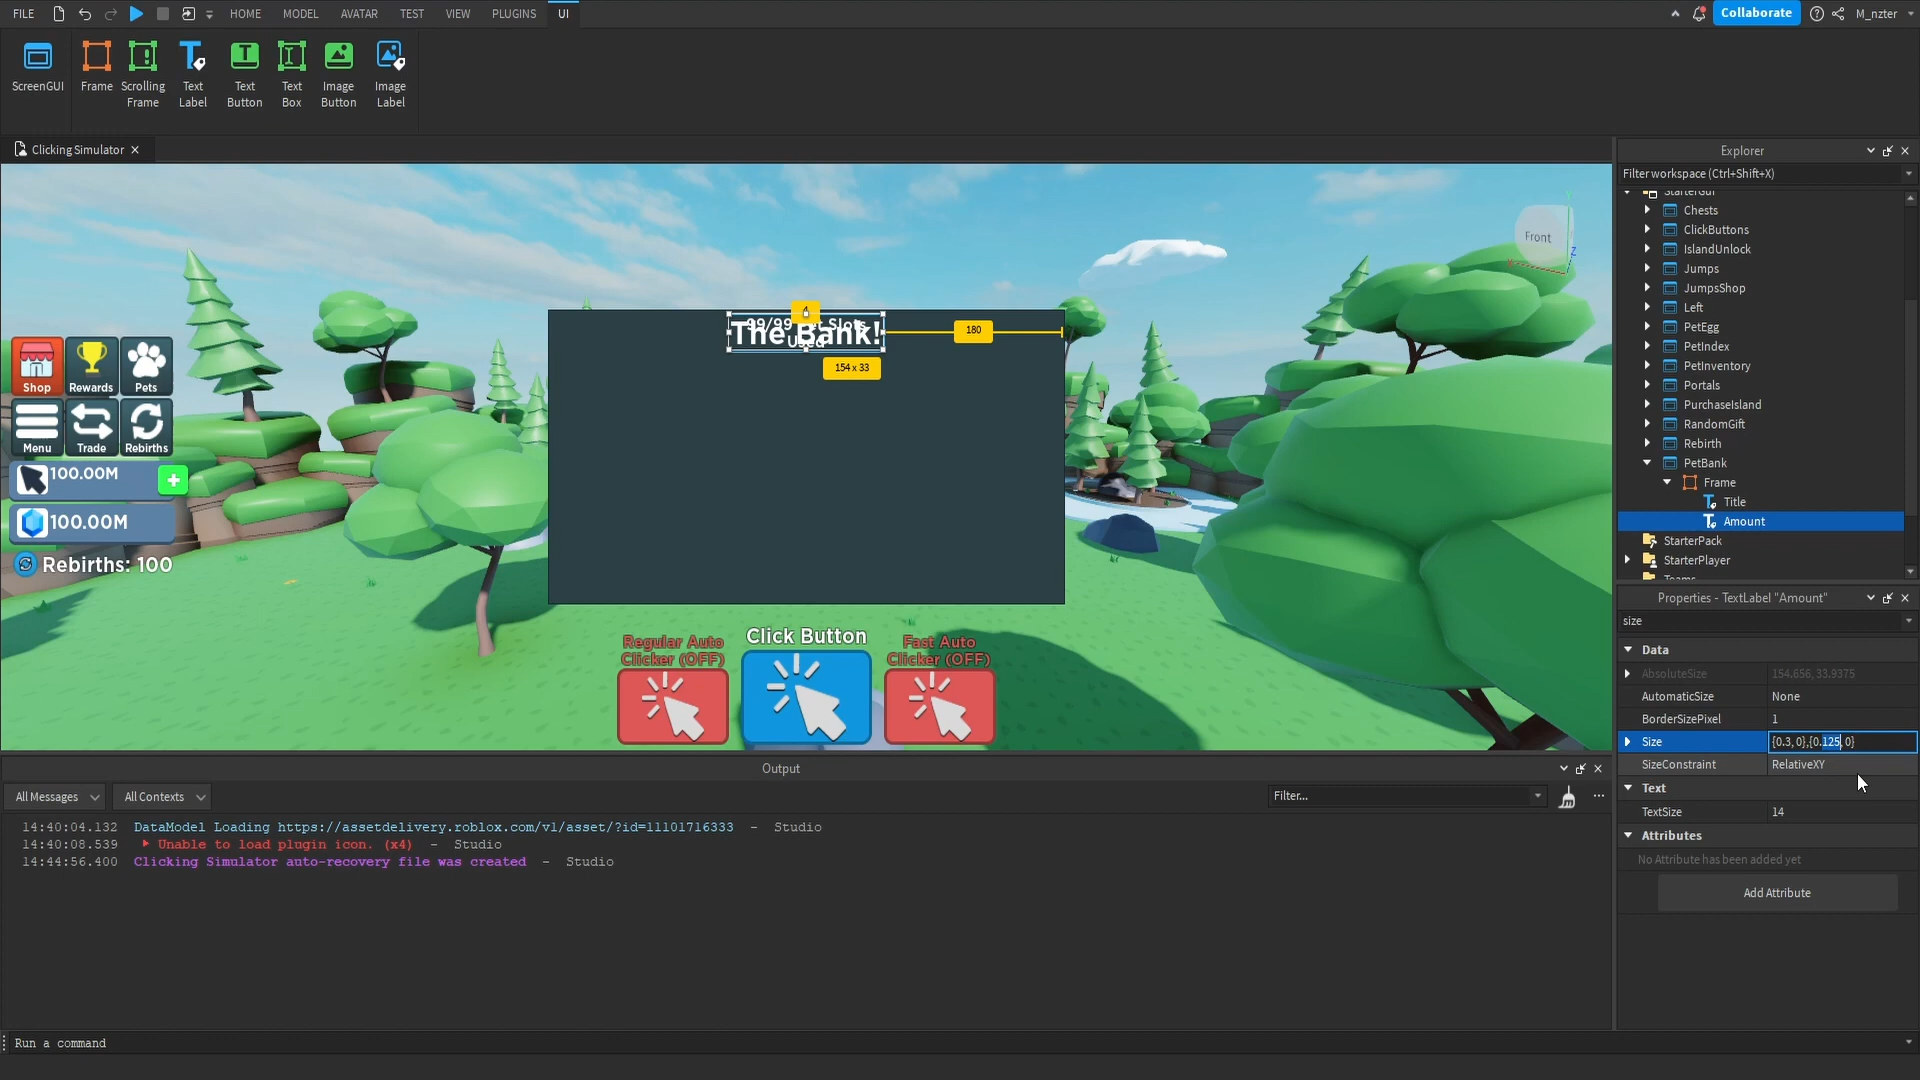 FILE
HOME
MODEL
AVATAR
TEST
VIEW
PLUGINS
UI
Collaborate
M_nzter
ScreenGUI
Frame
Scrolling
Frame
Text
Label
Text
Button
Text
Box
Image
Button
Image
Label
Clicking Simulator
Front
99/99 Pet Slots
Used
The Bank!
4
180
154 x 33
Shop
Rewards
Pets
Menu
Trade
Rebirths
100.00M
100.00M
Rebirths: 100
Regular Auto
Clicker (OFF)
Click Button
Fast Auto
Clicker (OFF)
Explorer
Filter workspace (Ctrl+Shift+X)
StarterGui
Chests
ClickButtons
IslandUnlock
Jumps
JumpsShop
Left
PetEgg
PetIndex
PetInventory
Portals
PurchaseIsland
RandomGift
Rebirth
PetBank
Frame
Title
Amount
StarterPack
StarterPlayer
Teams
Properties - TextLabel "Amount"
size
Data
AbsoluteSize 154.656, 33.9375
AutomaticSize None
BorderSizePixel 1
Size {0.3, 0},{0.125, 0}
SizeConstraint RelativeXY
Text
TextSize 14
Attributes
No Attribute has been added yet
Add Attribute
Output
All Messages
All Contexts
Filter...
14:40:04.132 DataModel Loading https://assetdelivery.roblox.com/v1/asset/?id=11101716333 - Studio
14:40:08.539 Unable to load plugin icon. (x4) - Studio
14:44:56.400 Clicking Simulator auto-recovery file was created - Studio
Run a command